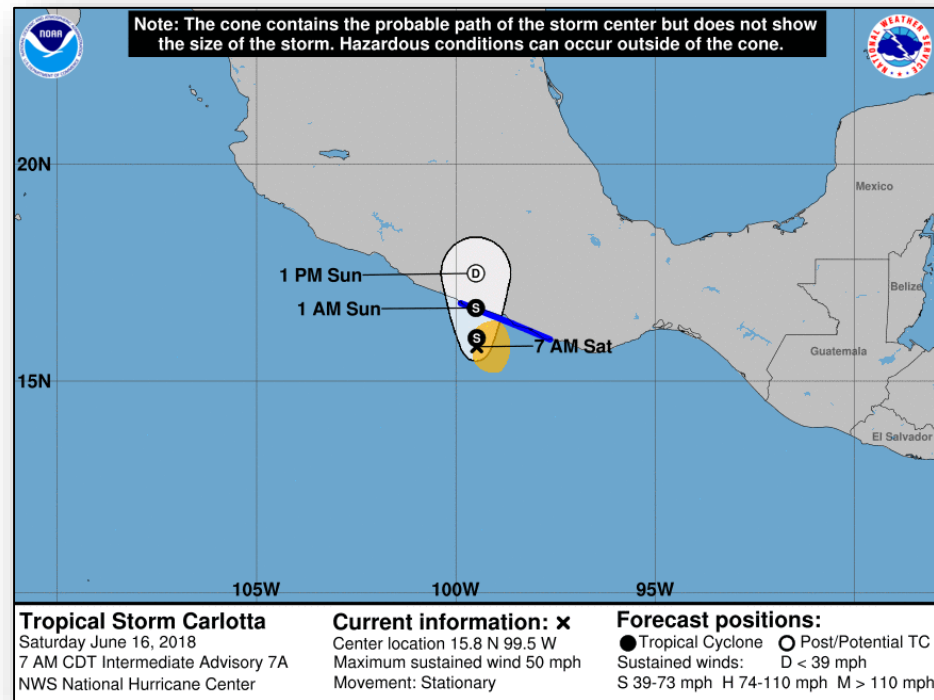 Note: The cone contains the probable path of the storm center but does not show
the size of the storm. Hazardous conditions can occur outside of the cone.
NOAA
NATIONAL WEATHER SERVICE
20N
Mexico
1 PM Sun
D
Belize
1 AM Sun
S
S
7 AM Sat
Guatemala
15N
El Salvador
105W 100W 95W
Tropical Storm Carlotta
Saturday June 16, 2018
7 AM CDT Intermediate Advisory 7A
NWS National Hurricane Center
Current information: ×
Center location 15.8 N 99.5 W
Maximum sustained wind 50 mph
Movement: Stationary
Forecast positions:
● Tropical Cyclone ○ Post/Potential TC
Sustained winds: D < 39 mph
S 39-73 mph H 74-110 mph M > 110 mph